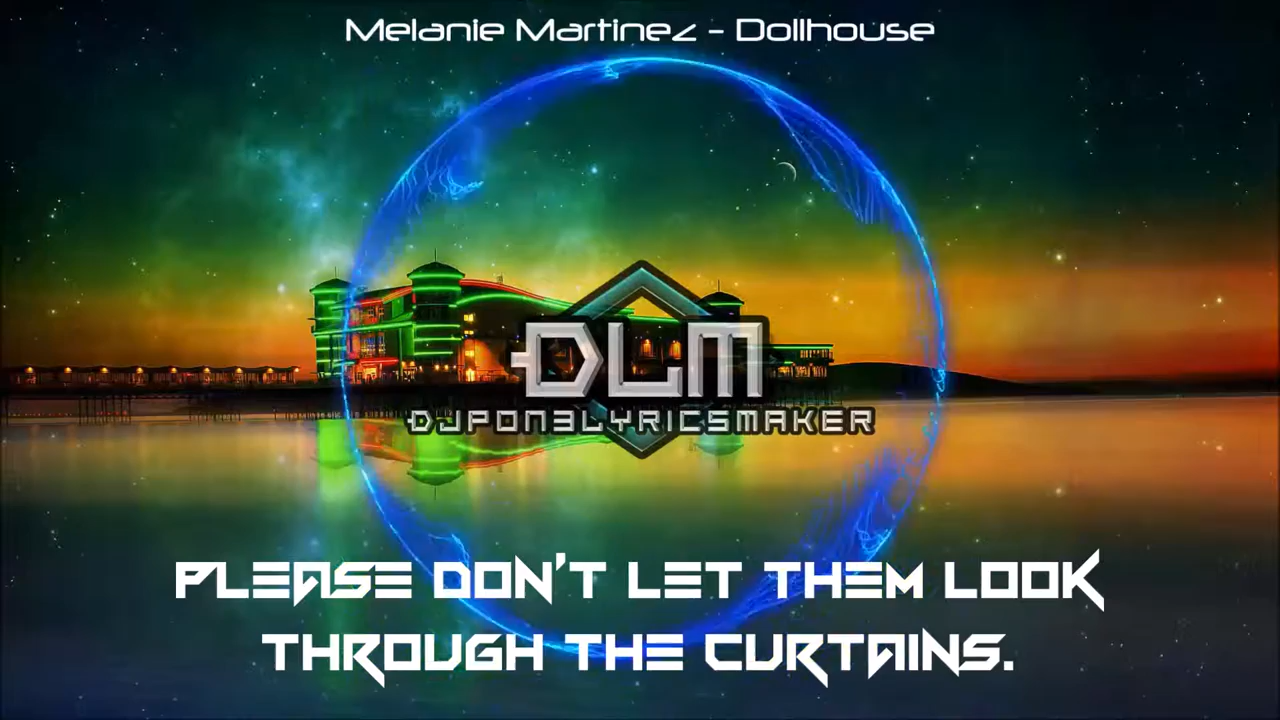 Melanie Martinez - Dollhouse
DLM
DJPON3LYRICSMAKER
PLEASE DON'T LET THEM LOOK
THROUGH THE CURTAINS.